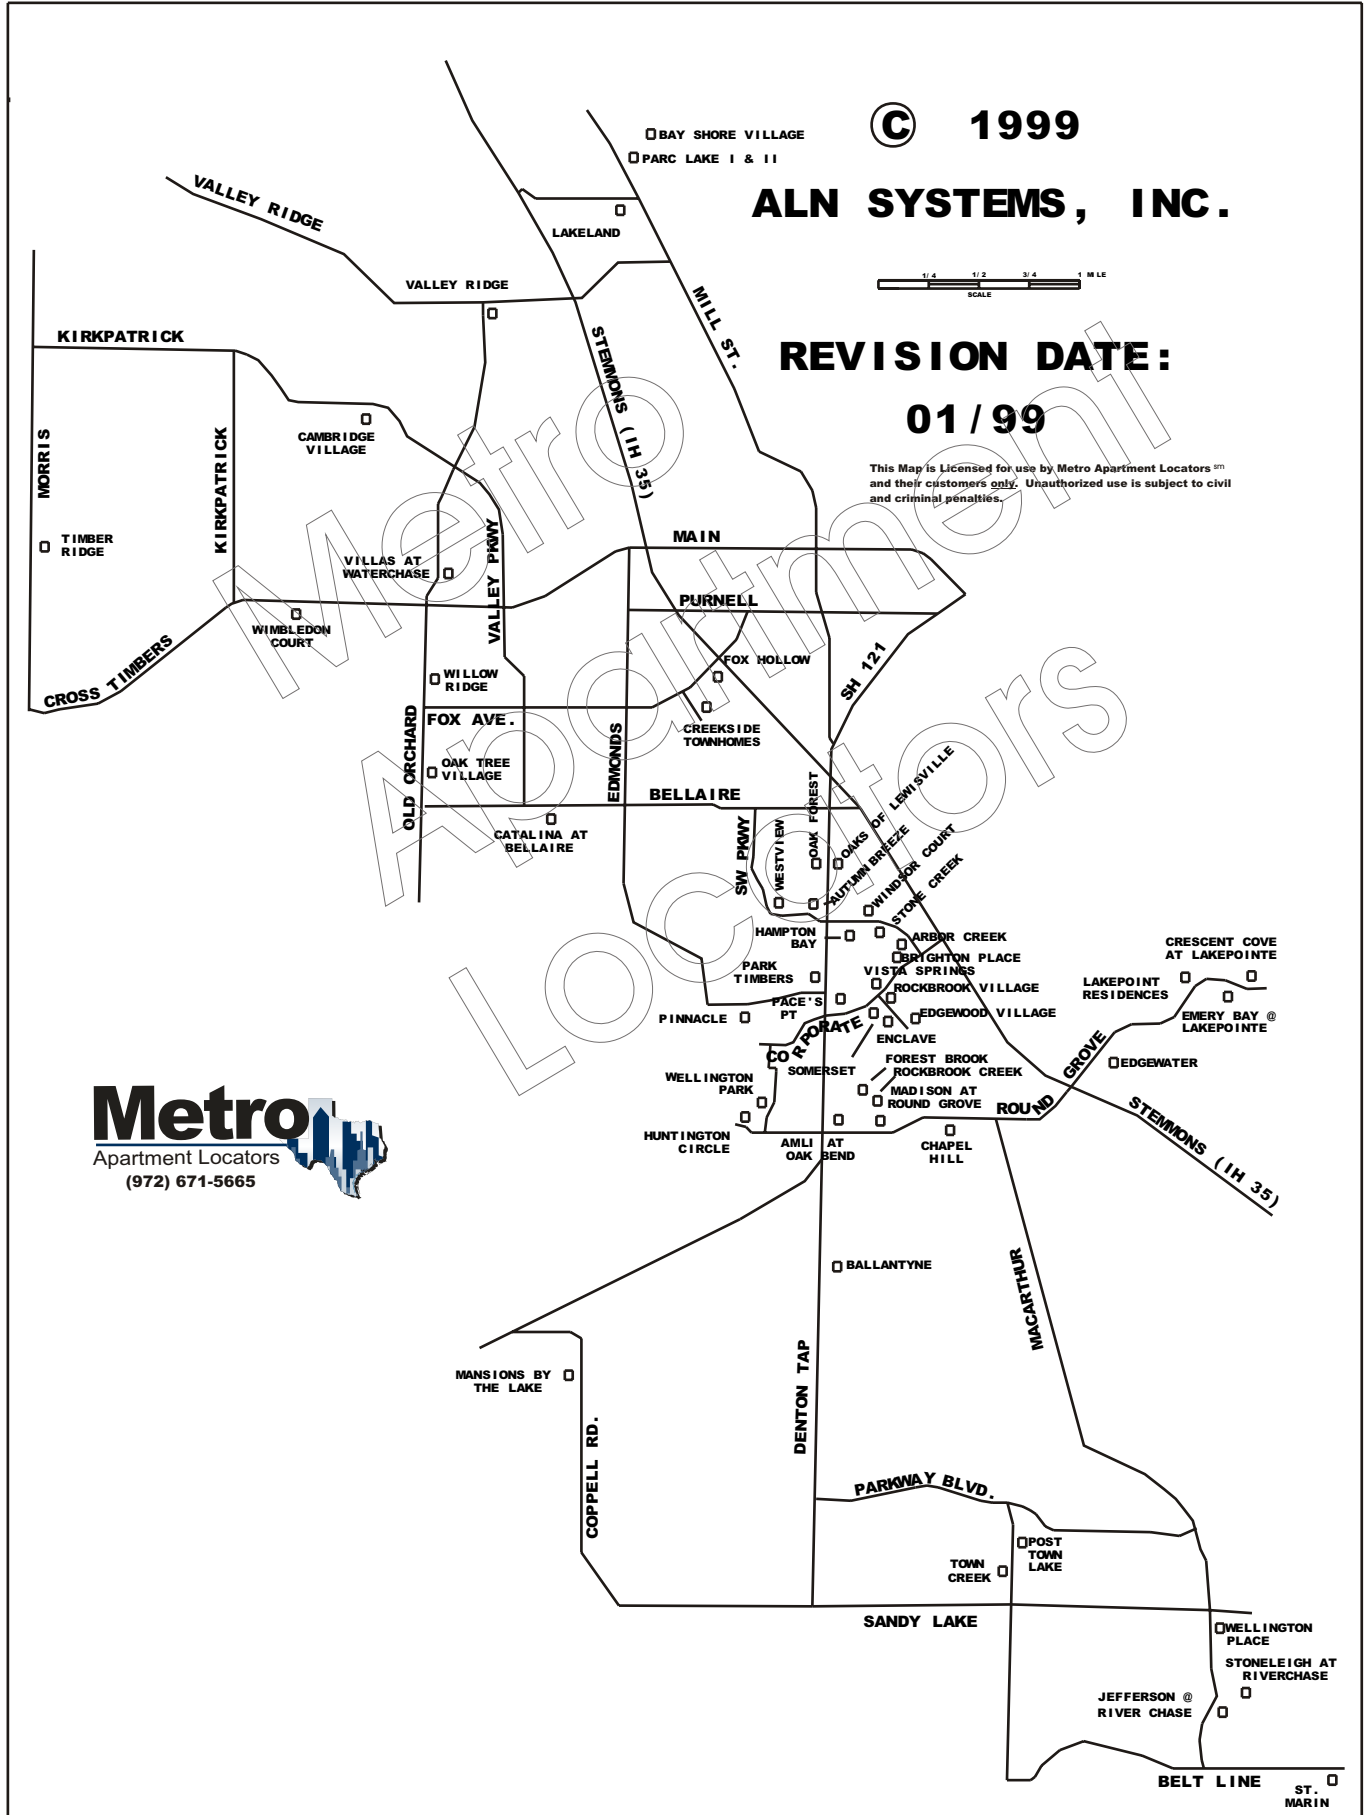 © 1999
BAY SHORE VILLAGE
PARC LAKE I & II
ALN SYSTEMS, INC.
VALLEY RIDGE
LAKELAND
1/4 1/2 3/4 1 MILE
SCALE
VALLEY RIDGE
MILL ST.
KIRKPATRICK
STEMMONS (IH 35)
REVISION DATE:
01/99
CAMBRIDGE
VILLAGE
MORRIS
KIRKPATRICK
This Map is Licensed for use by Metro Apartment Locators sm
and their customers only. Unauthorized use is subject to civil
and criminal penalties.
Metro
Apartment
Locators
TIMBER
RIDGE
MAIN
VILLAS AT
WATERCHASE
VALLEY PKWY
PURNELL
WIMBLEDON
COURT
CROSS TIMBERS
FOX HOLLOW
SH 121
WILLOW
RIDGE
FOX AVE.
CREEKSIDE
TOWNHOMES
OLD ORCHARD
EDMONDS
OAK TREE
VILLAGE
BELLAIRE
CATALINA AT
BELLAIRE
SW PKWY
WESTVIEW
OAK FOREST
OAKS OF LEWISVILLE
AUTUMN BREEZE
WINDSOR COURT
STONE CREEK
HAMPTON
BAY
ARBOR CREEK
BRIGHTON PLACE
CRESCENT COVE
AT LAKEPOINTE
PARK
TIMBERS
VISTA SPRINGS
LAKEPOINT
RESIDENCES
ROCKBROOK VILLAGE
PACE'S
PT
EDGEWOOD VILLAGE
EMERY BAY @
LAKEPOINTE
PINNACLE
CORPORATE
ENCLAVE
GROVE
EDGEWATER
SOMERSET
FOREST BROOK
ROCKBROOK CREEK
WELLINGTON
PARK
MADISON AT
ROUND GROVE
ROUND
STEMMONS (IH 35)
HUNTINGTON
CIRCLE
AMLI AT
OAK BEND
CHAPEL
HILL
Metro
Apartment Locators
(972) 671-5665
BALLANTYNE
MACARTHUR
DENTON TAP
MANSIONS BY
THE LAKE
COPPELL RD.
PARKWAY BLVD.
POST
TOWN
LAKE
TOWN
CREEK
SANDY LAKE
WELLINGTON
PLACE
STONELEIGH AT
RIVERCHASE
JEFFERSON @
RIVER CHASE
BELT LINE
ST.
MARIN